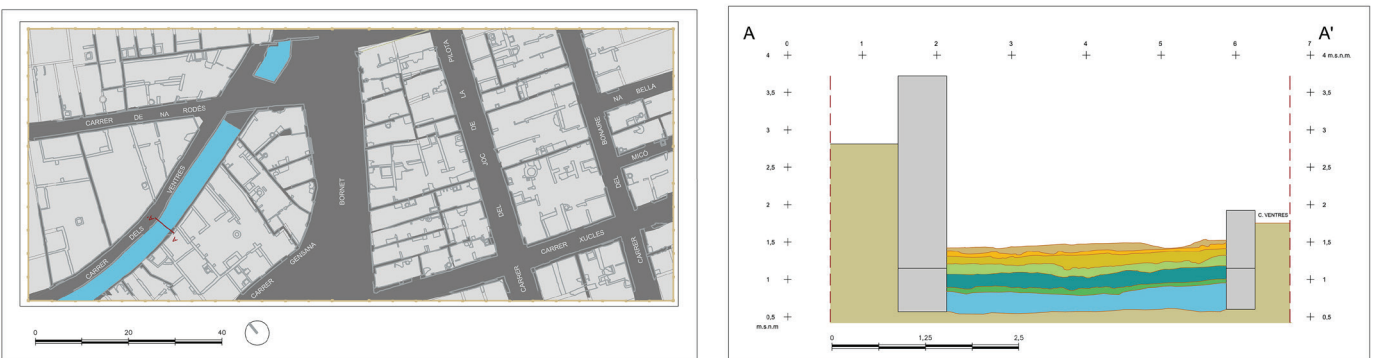 CARRER DE NA RODÉS
CARRER DELS VENTRES
BORNET
CARRER GENSANA
CARRER DEL JOC DE LA PILOTA
CARRER XUCLES
CARRER DEL BONAIRE
NA BELLA
MICÓ
0 20 40
A A'
0 1 2 3 4 5 6 7
4 4 m.s.n.m.
3,5 3,5
3 3
2,5 2,5
2 2
C. VENTRES
1,5 1,5
1 1
0,5 0,5
m.s.n.m
0 1,25 2,5